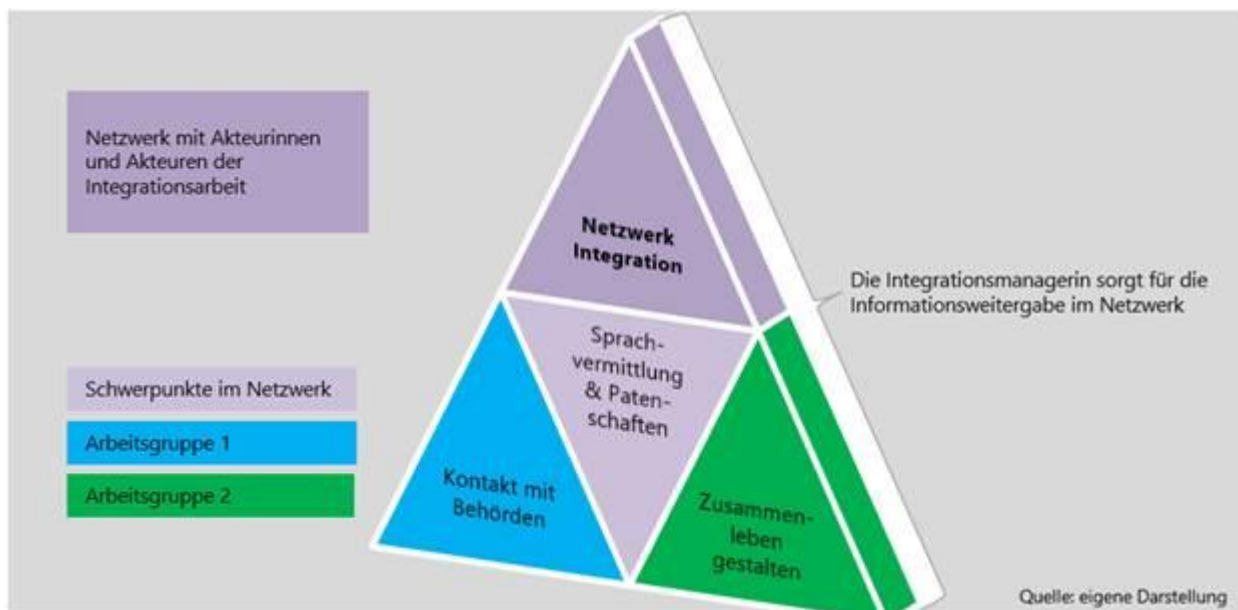 Netzwerk mit Akteurinnen
und Akteuren der
Integrationsarbeit
Netzwerk
Integration
Die Integrationsmanagerin sorgt für die
Informationsweitergabe im Netzwerk
Sprach-
vermittlung
& Paten-
schaften
Schwerpunkte im Netzwerk
Arbeitsgruppe 1
Arbeitsgruppe 2
Kontakt mit
Behörden
Zusammen-
leben
gestalten
Quelle: eigene Darstellung